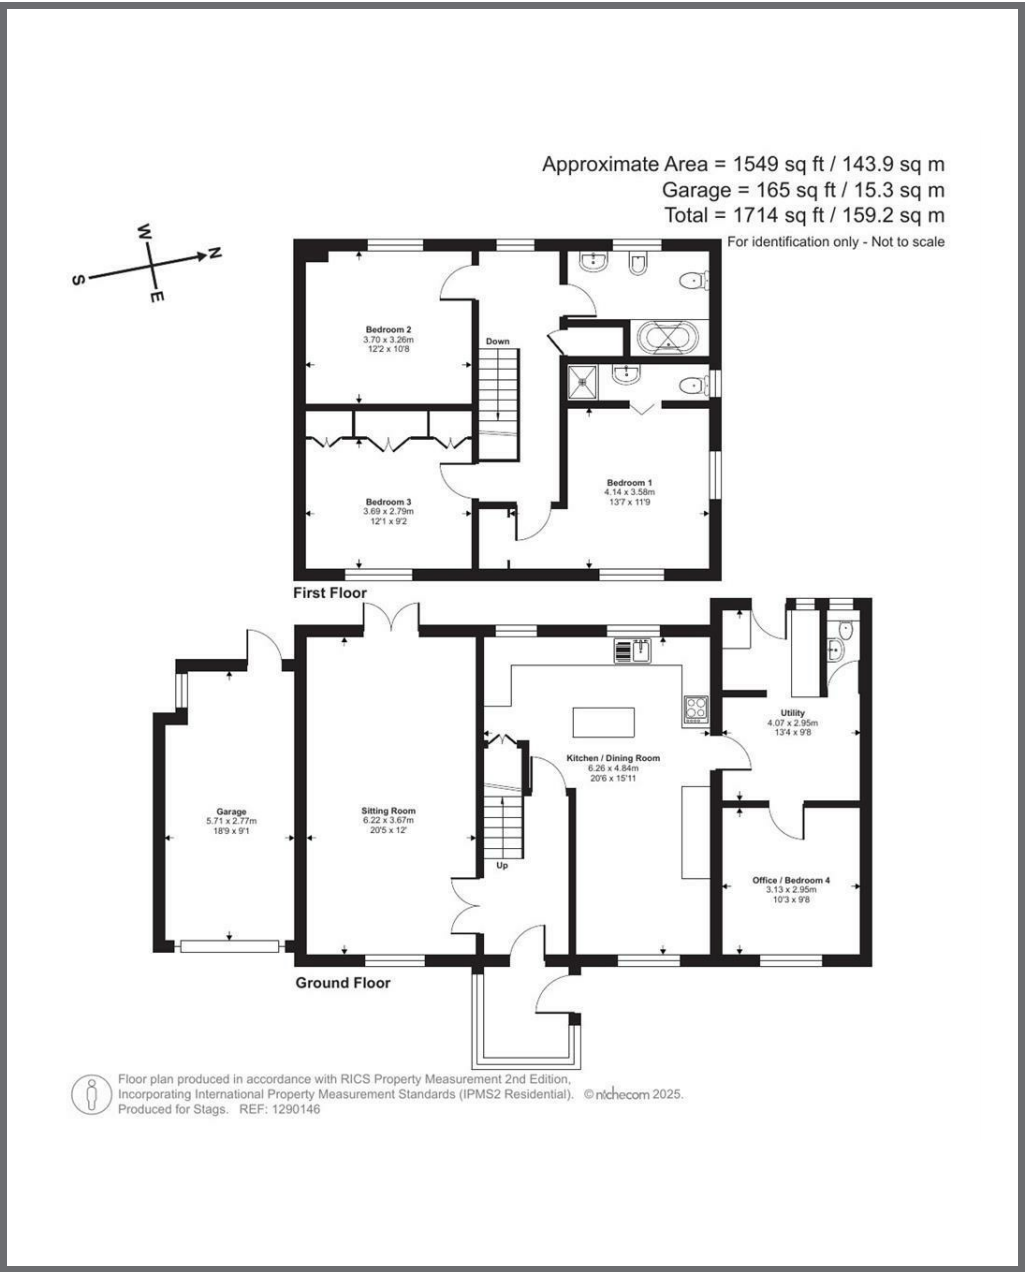 Approximate Area = 1549 sq ft / 143.9 sq m
Garage = 165 sq ft / 15.3 sq m
Total = 1714 sq ft / 159.2 sq m
For identification only - Not to scale
W
N
S
E
Bedroom 2
3.70 x 3.26m
12'2 x 10'8
Down
Bedroom 3
3.69 x 2.79m
12'1 x 9'2
Bedroom 1
4.14 x 3.58m
13'7 x 11'9
First Floor
Utility
4.07 x 2.95m
13'4 x 9'8
Kitchen / Dining Room
6.26 x 4.84m
20'6 x 15'11
Garage
5.71 x 2.77m
18'9 x 9'1
Sitting Room
6.22 x 3.67m
20'5 x 12'
Up
Office / Bedroom 4
3.13 x 2.95m
10'3 x 9'8
Ground Floor
Floor plan produced in accordance with RICS Property Measurement 2nd Edition,
Incorporating International Property Measurement Standards (IPMS2 Residential). © nichecom 2025.
Produced for Stags. REF: 1290146